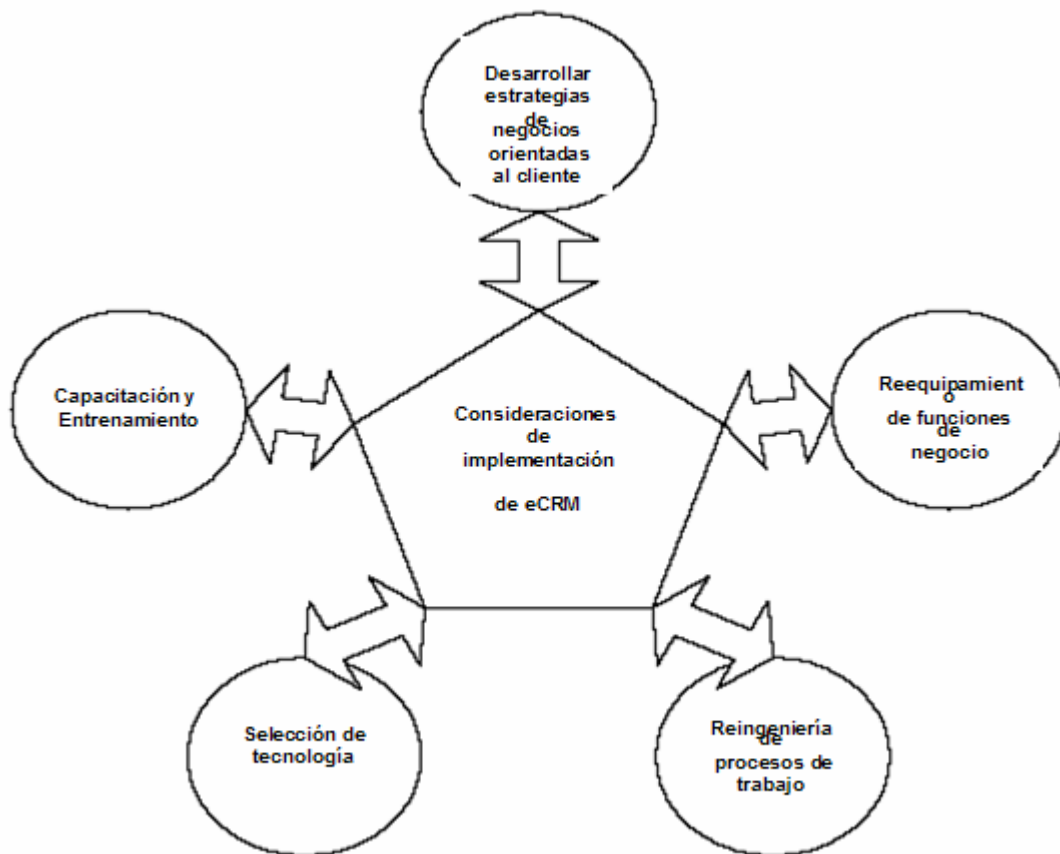 Desarrollar
estrategias
de
negocios
orientadas
al cliente
Capacitación y
Entrenamiento
Consideraciones
de
implementación
de eCRM
Reequipamient
o
de funciones
de
negocio
Selección de
tecnología
Reingeniería
de
procesos de
trabajo